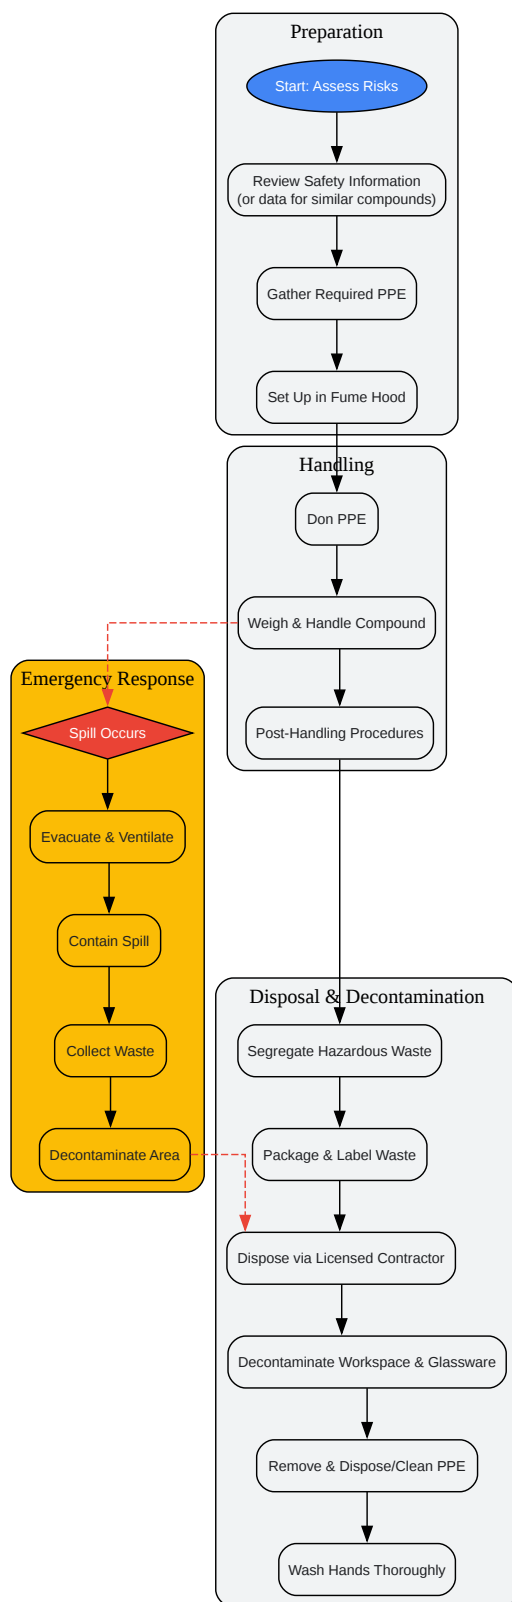 Preparation
Start: Assess Risks
Review Safety Information
(or data for similar compounds)
Gather Required PPE
Set Up in Fume Hood
Handling
Don PPE
Weigh & Handle Compound
Post-Handling Procedures
Emergency Response
Spill Occurs
Evacuate & Ventilate
Contain Spill
Collect Waste
Decontaminate Area
Disposal & Decontamination
Segregate Hazardous Waste
Package & Label Waste
Dispose via Licensed Contractor
Decontaminate Workspace & Glassware
Remove & Dispose/Clean PPE
Wash Hands Thoroughly